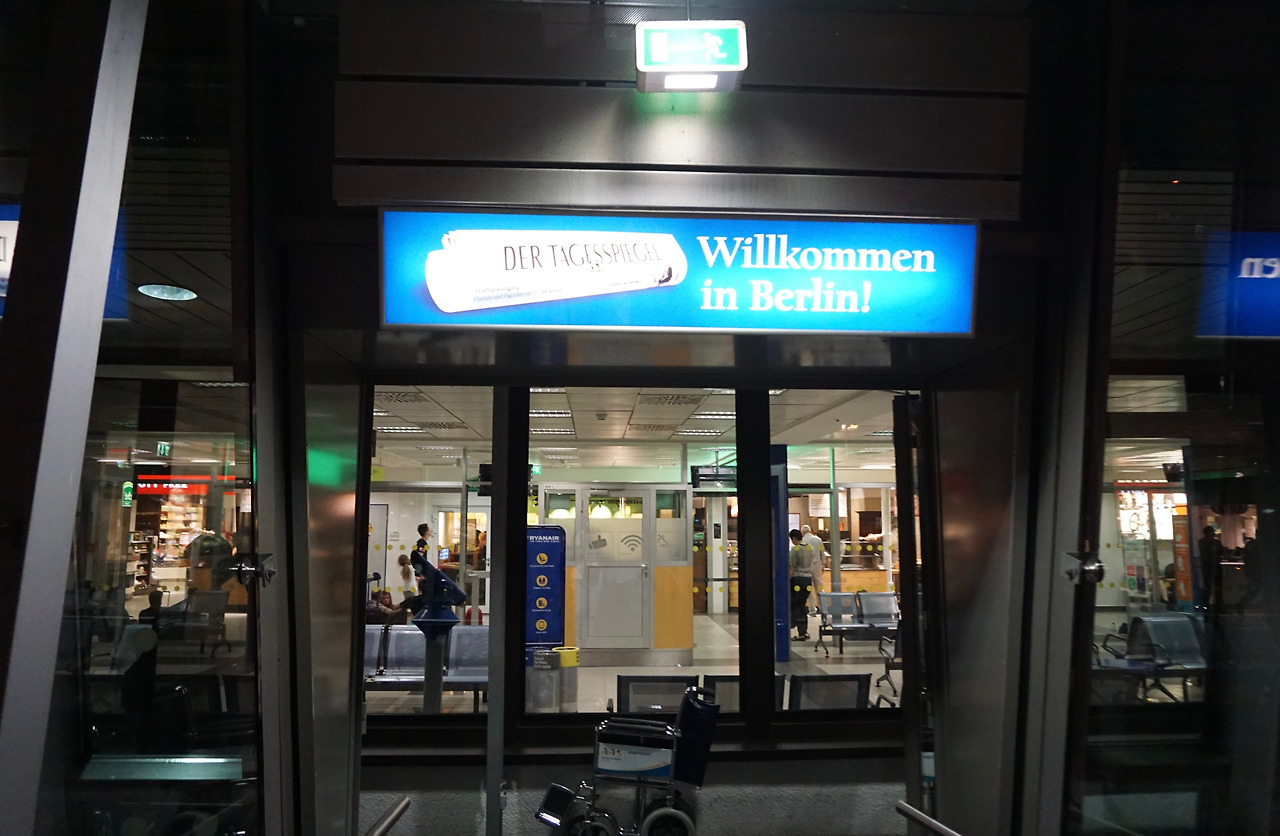 DER TAGESSPIEGEL
Willkommen
in Berlin!
RYANAIR